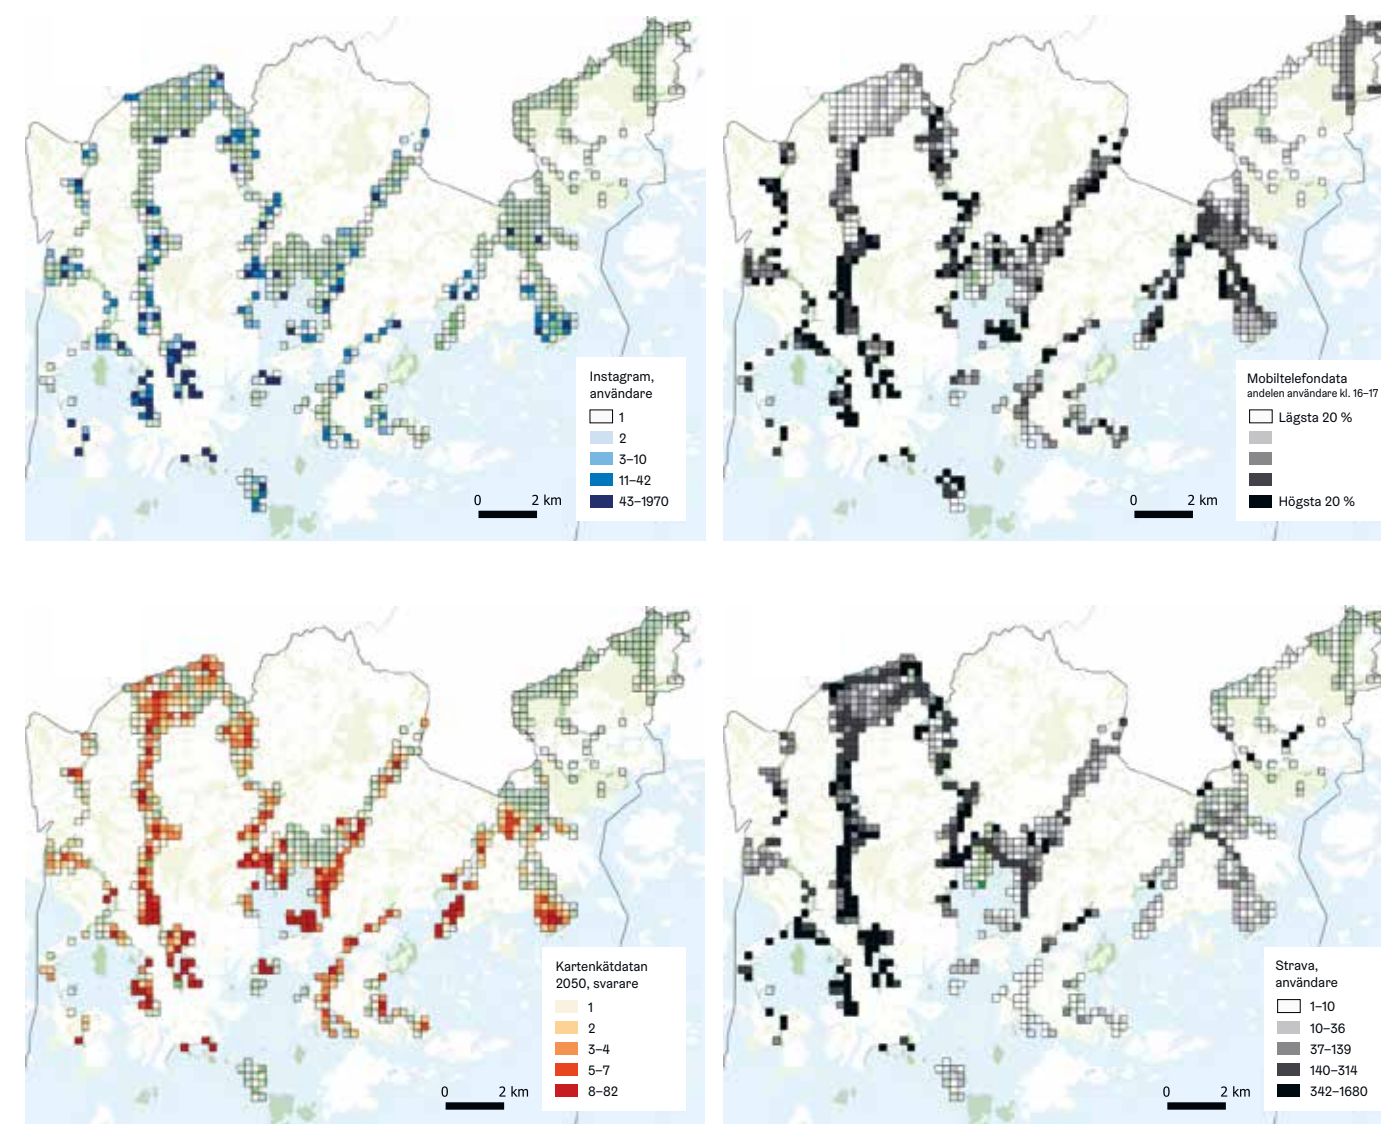 Instagram,
användare
1
2
3–10
11–42
43–1970
0 2 km
Mobiltelefondata
andelen användare kl. 16–17
Lägsta 20 %
Högsta 20 %
0 2 km
Kartenkätdatan
2050, svarare
1
2
3–4
5–7
8–82
0 2 km
Strava,
användare
1–10
10–36
37–139
140–314
342–1680
0 2 km